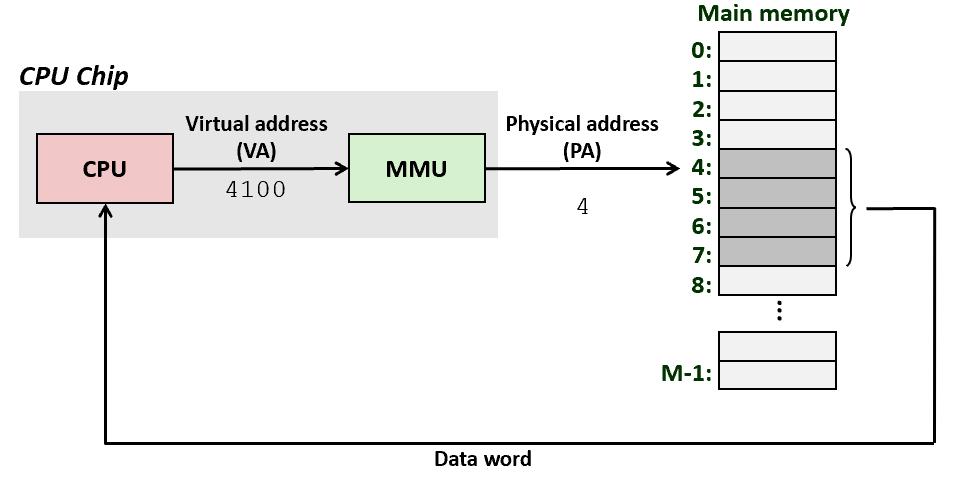 Main memory
0:
CPU Chip
1:
2:
Virtual address
(VA)
Physical address
(PA)
3:
CPU
MMU
4:
4100
4
5:
6:
7:
8:
M-1:
Data word